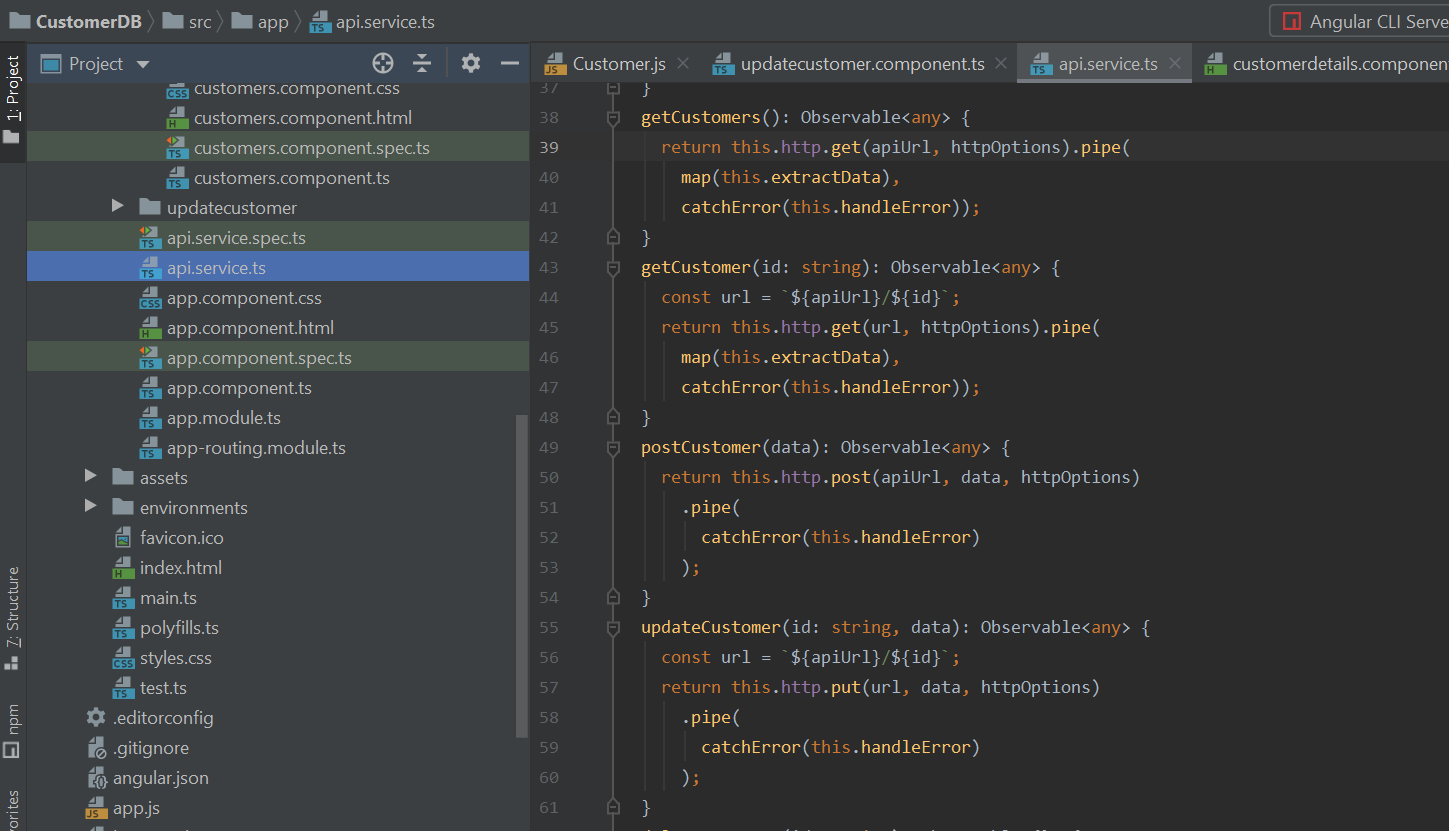 CustomerDB src app api.service.ts
Angular CLI Serve
1: Project
Project
customers.component.css
customers.component.html
customers.component.spec.ts
customers.component.ts
updatecustomer
api.service.spec.ts
api.service.ts
app.component.css
app.component.html
app.component.spec.ts
app.component.ts
app.module.ts
app-routing.module.ts
assets
environments
favicon.ico
index.html
main.ts
polyfills.ts
styles.css
test.ts
.editorconfig
.gitignore
angular.json
app.js
7: Structure
npm
Customer.js updatecustomer.component.ts api.service.ts customerdetails.component
37 }
38 getCustomers(): Observable<any> {
39 return this.http.get(apiUrl, httpOptions).pipe(
40 map(this.extractData),
41 catchError(this.handleError));
42 }
43 getCustomer(id: string): Observable<any> {
44 const url = `${apiUrl}/${id}`;
45 return this.http.get(url, httpOptions).pipe(
46 map(this.extractData),
47 catchError(this.handleError));
48 }
49 postCustomer(data): Observable<any> {
50 return this.http.post(apiUrl, data, httpOptions)
51 .pipe(
52 catchError(this.handleError)
53 );
54 }
55 updateCustomer(id: string, data): Observable<any> {
56 const url = `${apiUrl}/${id}`;
57 return this.http.put(url, data, httpOptions)
58 .pipe(
59 catchError(this.handleError)
60 );
61 }